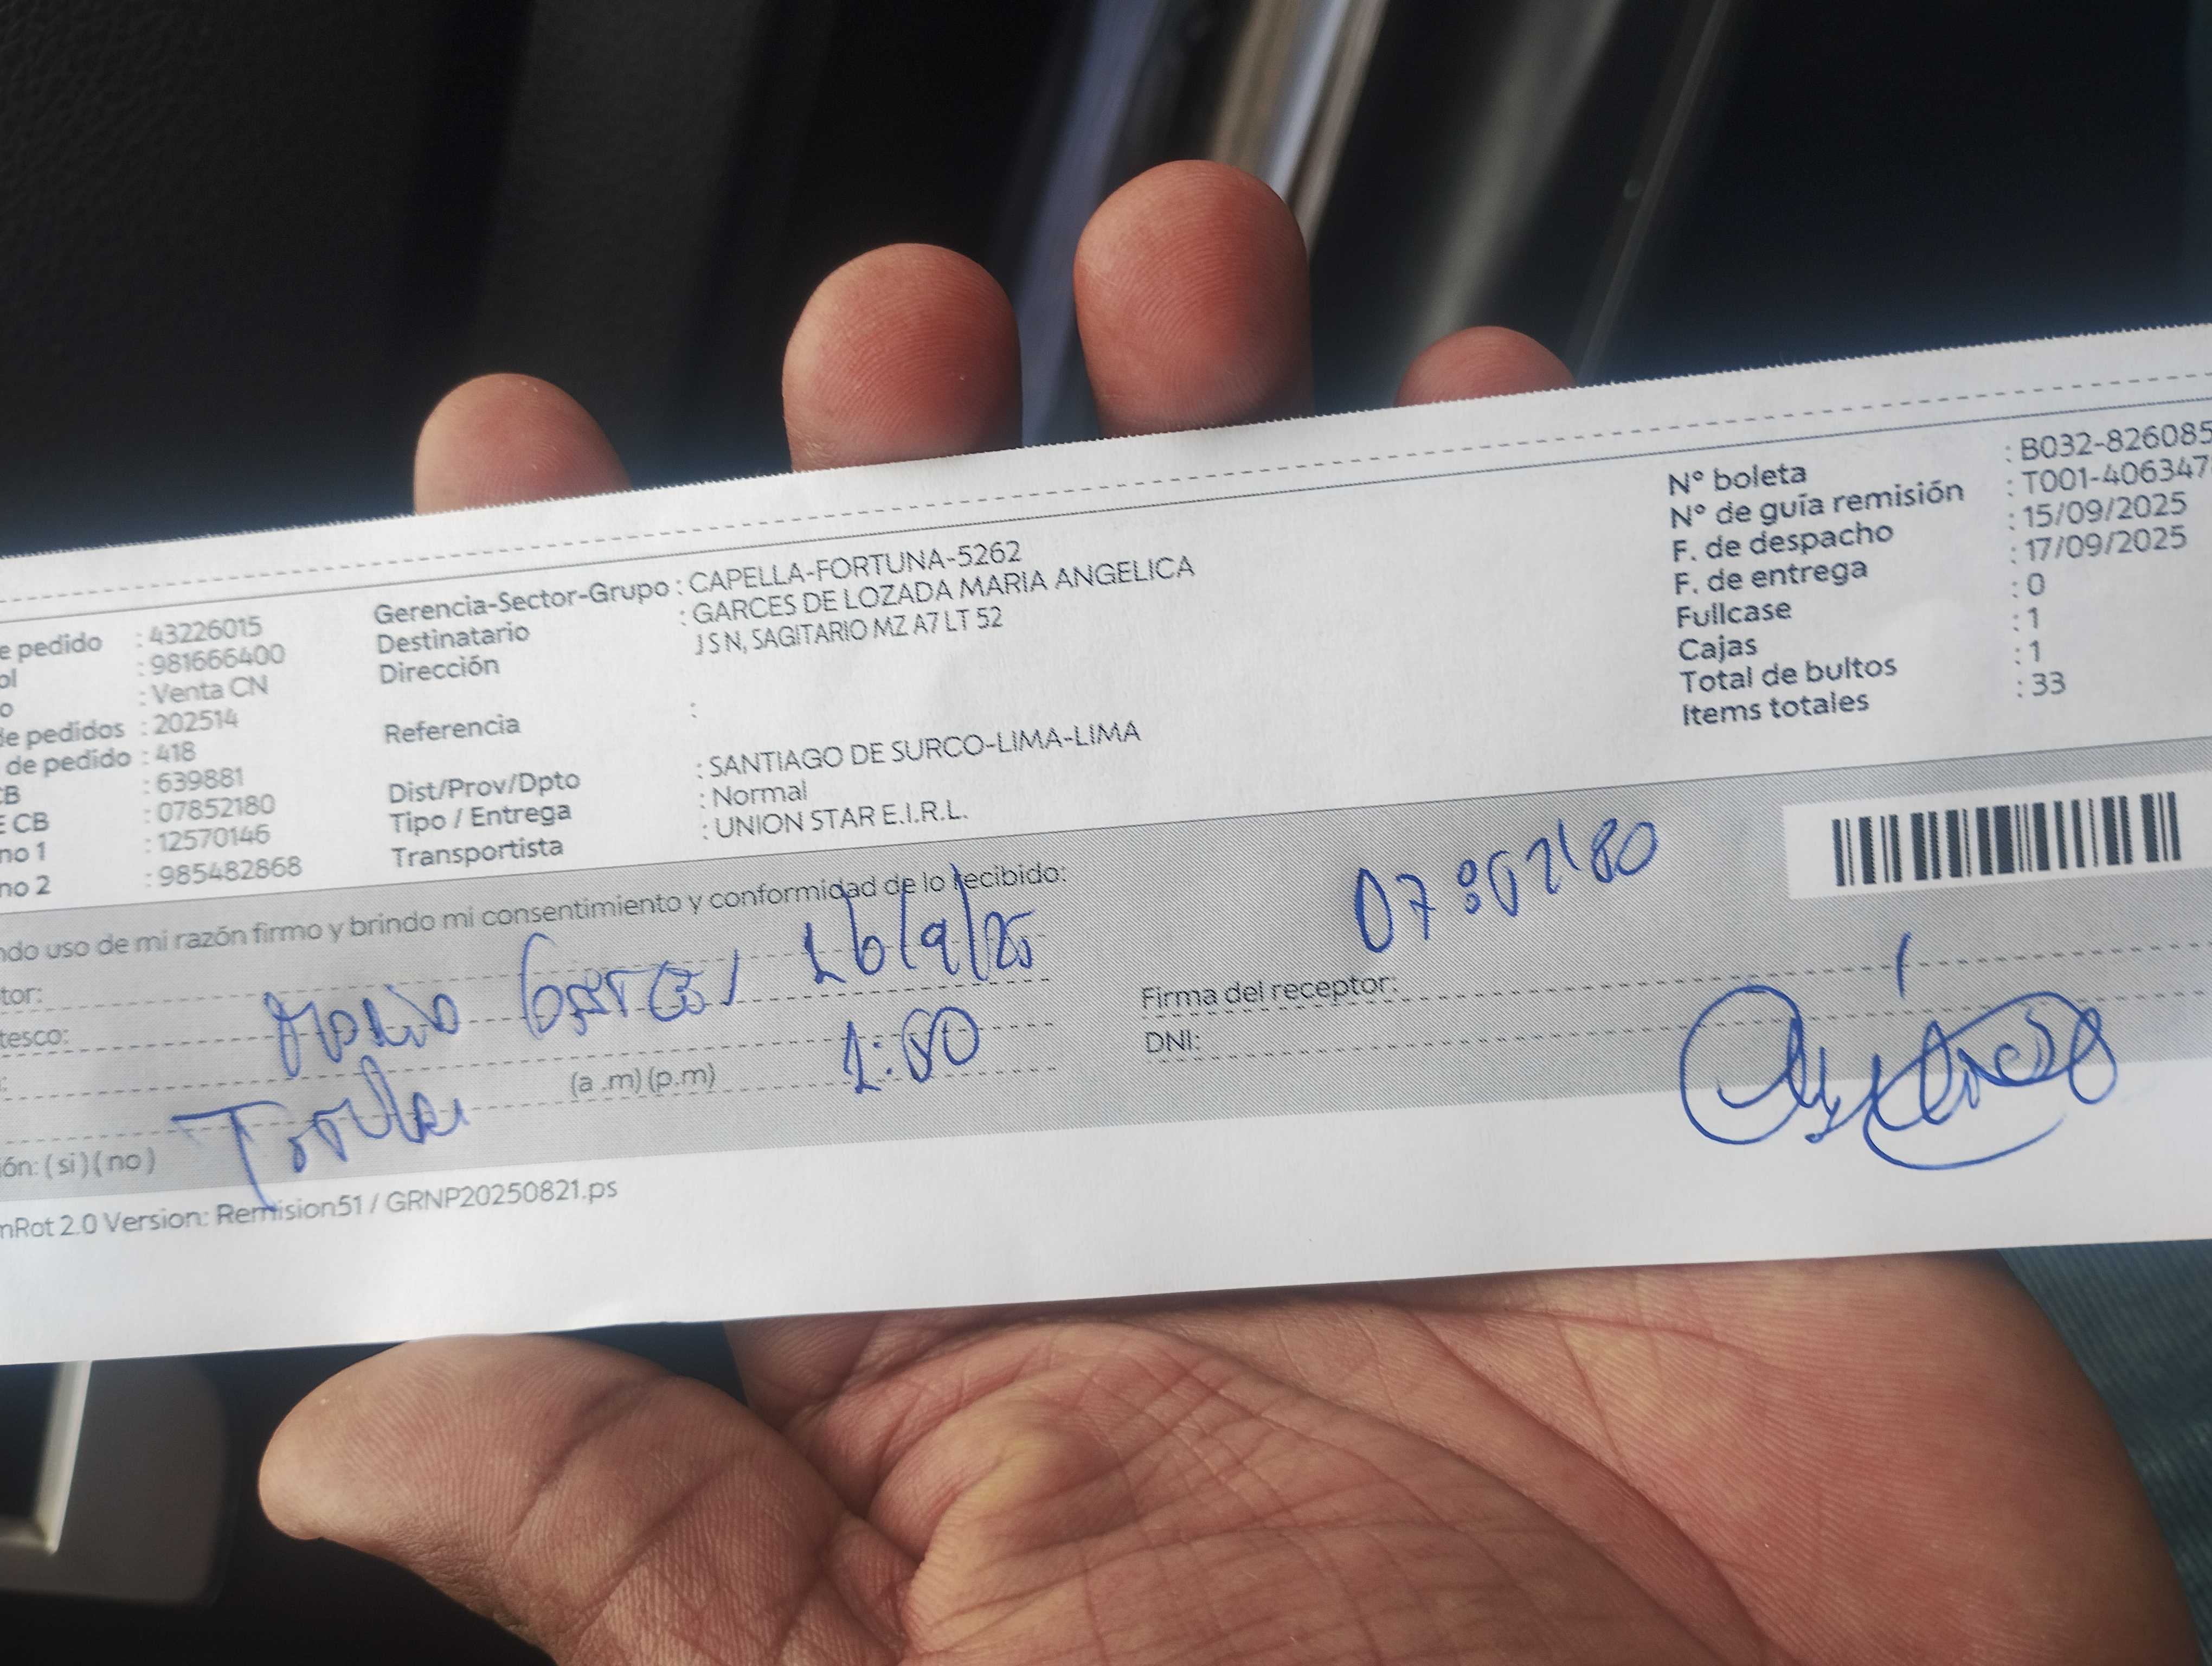 e pedido : 43226015
ol : 981666400
o : Venta CN
de pedidos : 202514
de pedido : 418
CB : 639881
E CB : 07852180
no 1 : 12570146
no 2 : 985482868
Gerencia-Sector-Grupo : CAPELLA-FORTUNA-5262
Destinatario : GARCES DE LOZADA MARIA ANGELICA
Dirección J S N, SAGITARIO MZ A7 LT 52
Referencia :
Dist/Prov/Dpto : SANTIAGO DE SURCO-LIMA-LIMA
Tipo / Entrega : Normal
Transportista : UNION STAR E.I.R.L.
N° boleta : B032-826085
N° de guía remisión : T001-406347
F. de despacho : 15/09/2025
F. de entrega : 17/09/2025
Fullcase : 0
Cajas : 1
Total de bultos : 1
Items totales : 33
ndo uso de mi razón firmo y brindo mi consentimiento y conformidad de lo recibido:
tor: 16/9/25
tesco:
: (a .m) (p.m) 1:50
ión: ( si ) ( no )
07852180
Firma del receptor:
DNI:
nRot 2.0 Version: Remision51 / GRNP20250821.ps